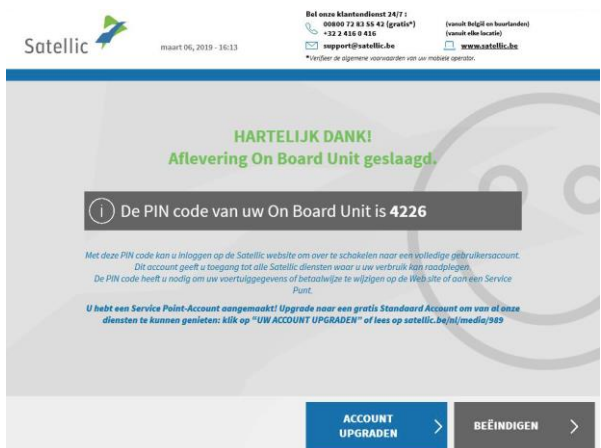 Satellic
maart 06, 2019 - 16:13
Bel onze klantendienst 24/7 :
00800 72 83 55 42 (gratis*) (vanuit België en buurlanden)
+32 2 416 0 416 (vanuit elke locatie)
support@satellic.be www.satellic.be
*Verifieer de algemene voorwaarden van uw mobiele operator.
HARTELIJK DANK!
Aflevering On Board Unit geslaagd.
i De PIN code van uw On Board Unit is 4226
Met deze PIN code kan u inloggen op de Satellic website om over te schakelen naar een volledige gebruikersacount.
Dit account geeft u toegang tot alle Satellic diensten waar u uw verbruik kan raadplegen.
De PIN code heeft u nodig om uw voertuiggegevens of betaalwijze te wijzigen op de Web site of aan een Service
Punt.
U hebt een Service Point-Account aangemaakt! Upgrade naar een gratis Standaard Account om van al onze
diensten te kunnen genieten: klik op "UW ACCOUNT UPGRADEN" of lees op satellic.be/nl/media/989
ACCOUNT
UPGRADEN
BEËINDIGEN